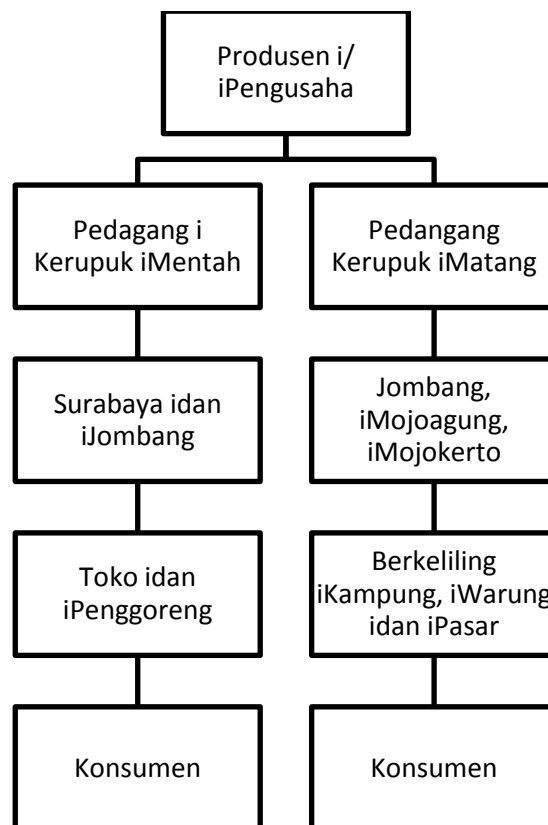 Produsen i/
iPengusaha
Pedagang i
Kerupuk iMentah
Pedangang
Kerupuk iMatang
Surabaya idan
iJombang
Jombang,
iMojoagung,
iMojokerto
Toko idan
iPenggoreng
Berkeliling
iKampung, iWarung
idan iPasar
Konsumen
Konsumen